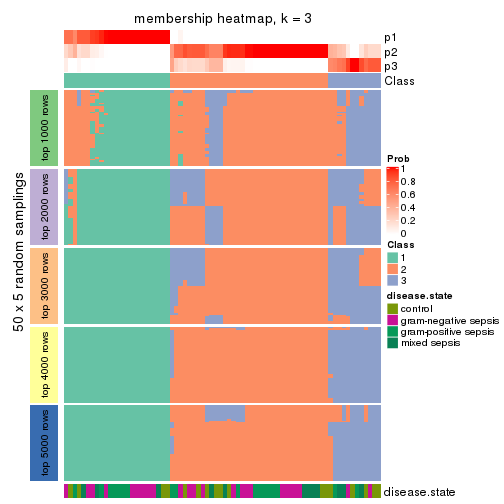 membership heatmap, k = 3
p1
p2
p3
Class
50 x 5 random samplings
top 1000 rows
top 2000 rows
top 3000 rows
top 4000 rows
top 5000 rows
Prob
1
0.8
0.6
0.4
0.2
0
Class
1
2
3
disease.state
control
gram-negative sepsis
gram-positive sepsis
mixed sepsis
disease.state